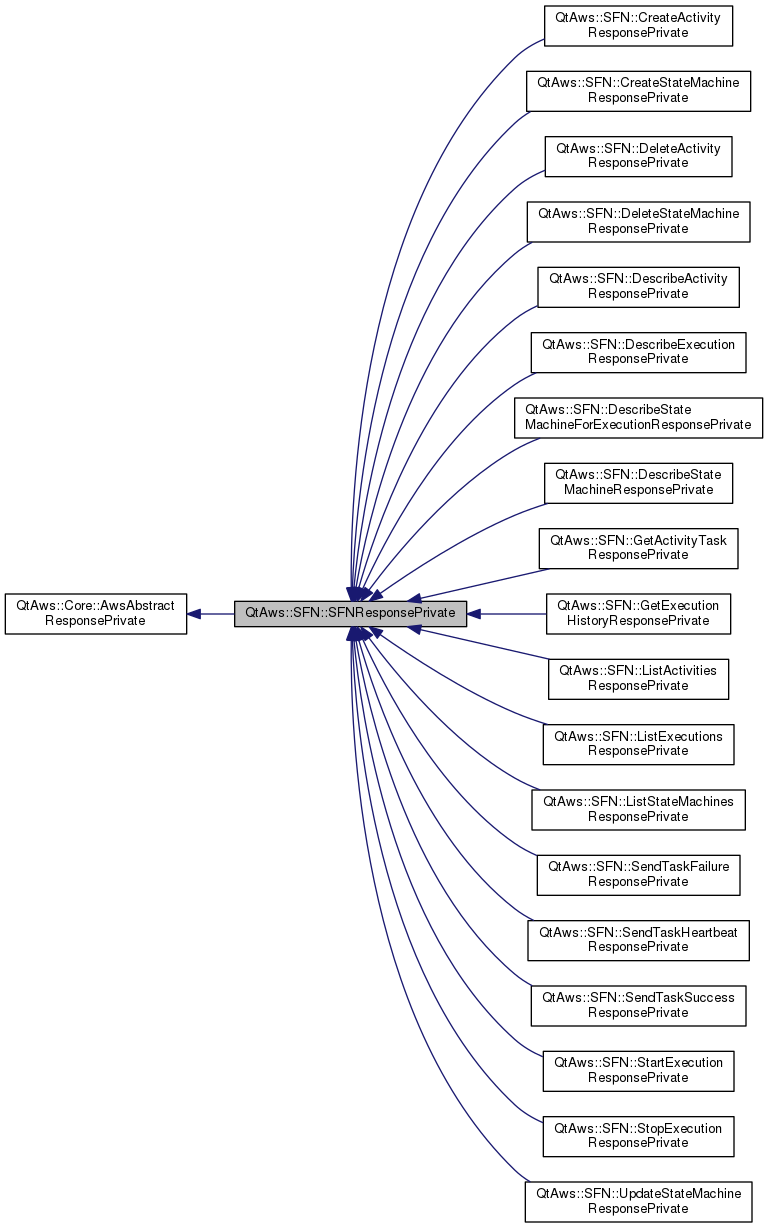 QtAws::SFN::CreateActivity
ResponsePrivate
QtAws::SFN::CreateStateMachine
ResponsePrivate
QtAws::SFN::DeleteActivity
ResponsePrivate
QtAws::SFN::DeleteStateMachine
ResponsePrivate
QtAws::SFN::DescribeActivity
ResponsePrivate
QtAws::SFN::DescribeExecution
ResponsePrivate
QtAws::SFN::DescribeState
MachineForExecutionResponsePrivate
QtAws::SFN::DescribeState
MachineResponsePrivate
QtAws::SFN::GetActivityTask
ResponsePrivate
QtAws::Core::AwsAbstract
ResponsePrivate
QtAws::SFN::SFNResponsePrivate
QtAws::SFN::GetExecution
HistoryResponsePrivate
QtAws::SFN::ListActivities
ResponsePrivate
QtAws::SFN::ListExecutions
ResponsePrivate
QtAws::SFN::ListStateMachines
ResponsePrivate
QtAws::SFN::SendTaskFailure
ResponsePrivate
QtAws::SFN::SendTaskHeartbeat
ResponsePrivate
QtAws::SFN::SendTaskSuccess
ResponsePrivate
QtAws::SFN::StartExecution
ResponsePrivate
QtAws::SFN::StopExecution
ResponsePrivate
QtAws::SFN::UpdateStateMachine
ResponsePrivate